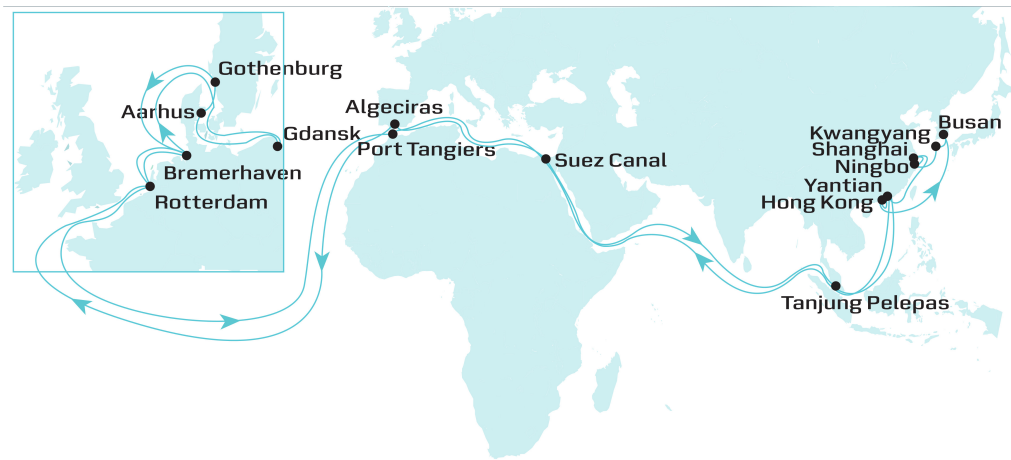 Gothenburg
Aarhus
Gdansk
Bremerhaven
Rotterdam
Algeciras
Port Tangiers
Suez Canal
Busan
Kwangyang
Shanghai
Ningbo
Yantian
Hong Kong
Tanjung Pelepas